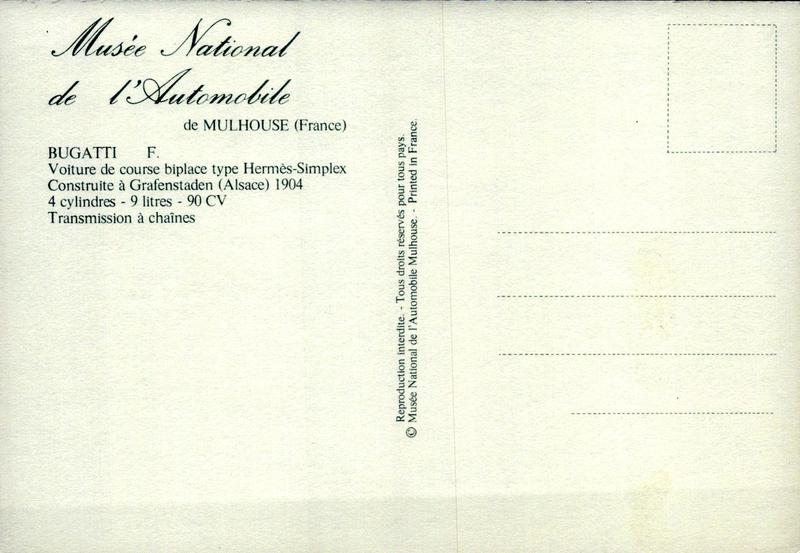 Musée National
de l'Automobile
de MULHOUSE (France)
BUGATTI F.
Voiture de course biplace type Hermès-Simplex
Construite à Grafenstaden (Alsace) 1904
4 cylindres - 9 litres - 90 CV
Transmission à chaînes
Reproduction interdite. - Tous droits réservés pour tous pays.
© Musée National de l'Automobile Mulhouse. - Printed in France.